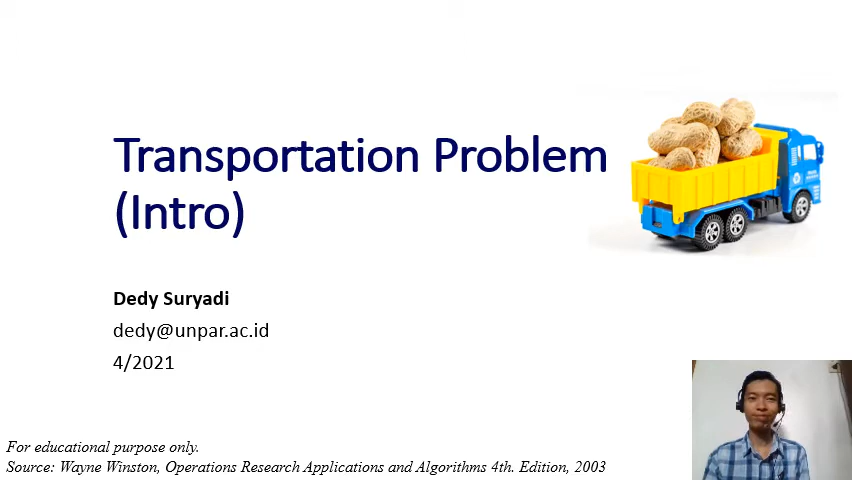 Transportation Problem
(Intro)
Dedy Suryadi
dedy@unpar.ac.id
4/2021
For educational purpose only.
Source: Wayne Winston, Operations Research Applications and Algorithms 4th. Edition, 2003